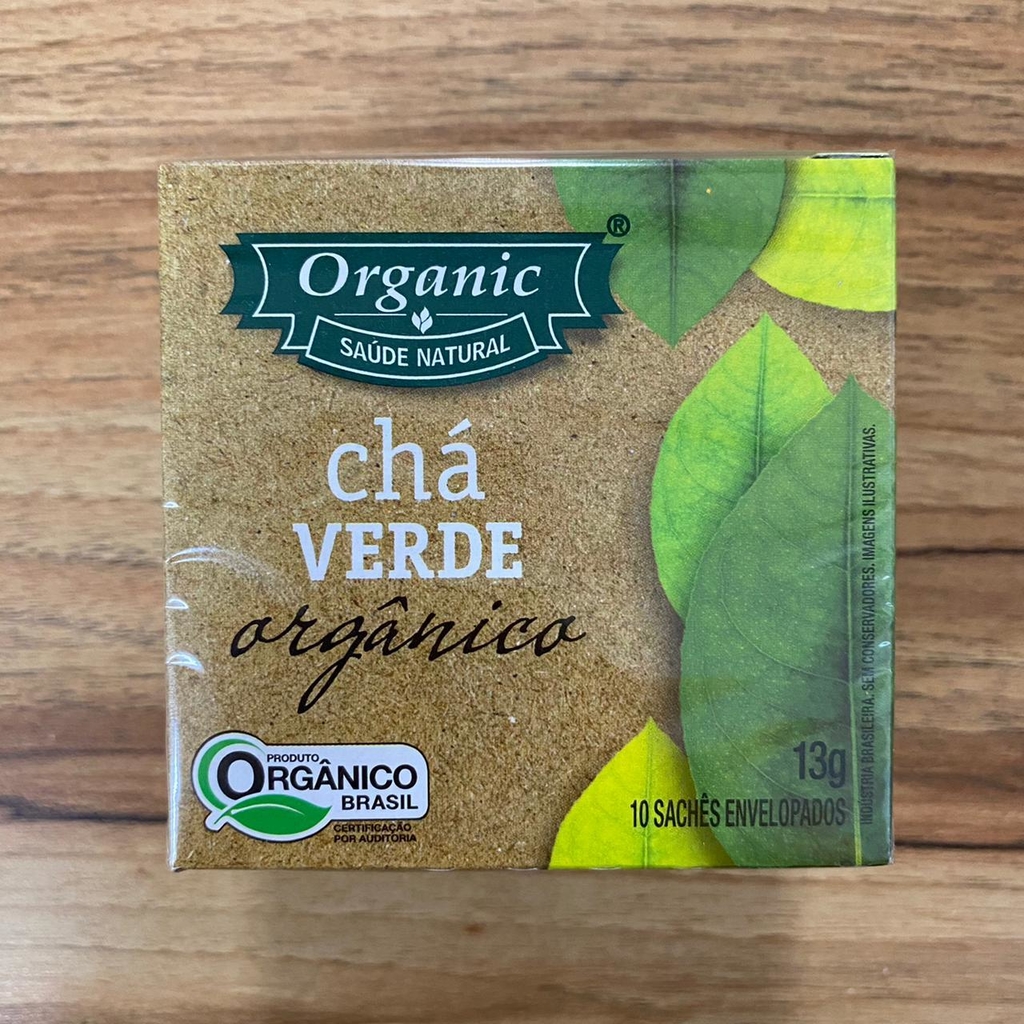 Organic®
SAÚDE NATURAL
chá
VERDE
orgânico
PRODUTO
ORGÂNICO
BRASIL
CERTIFICAÇÃO
POR AUDITORIA
13g
10 SACHÊS ENVELOPADOS
INDÚSTRIA BRASILEIRA. SEM CONSERVADORES. IMAGENS ILUSTRATIVAS.